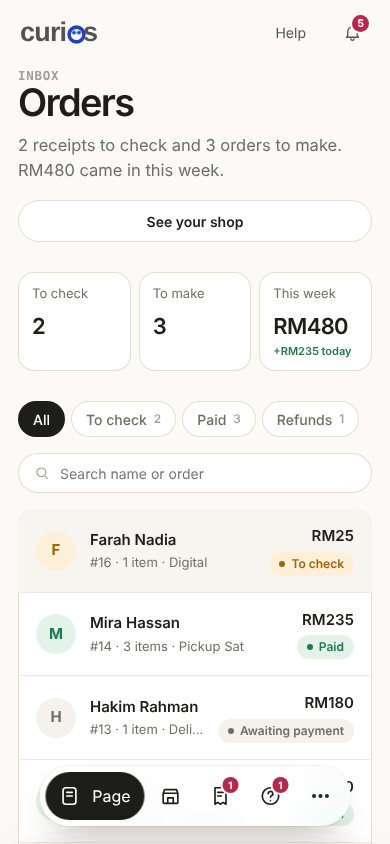 curios
Help
5
INBOX
Orders
2 receipts to check and 3 orders to make.
RM480 came in this week.
See your shop
To check
2
To make
3
This week
RM480
+RM235 today
All
To check 2
Paid 3
Refunds 1
Search name or order
F
Farah Nadia
RM25
#16 · 1 item · Digital
To check
M
Mira Hassan
RM235
#14 · 3 items · Pickup Sat
Paid
H
Hakim Rahman
RM180
#13 · 1 item · Deli...
Awaiting payment
Page
1
1